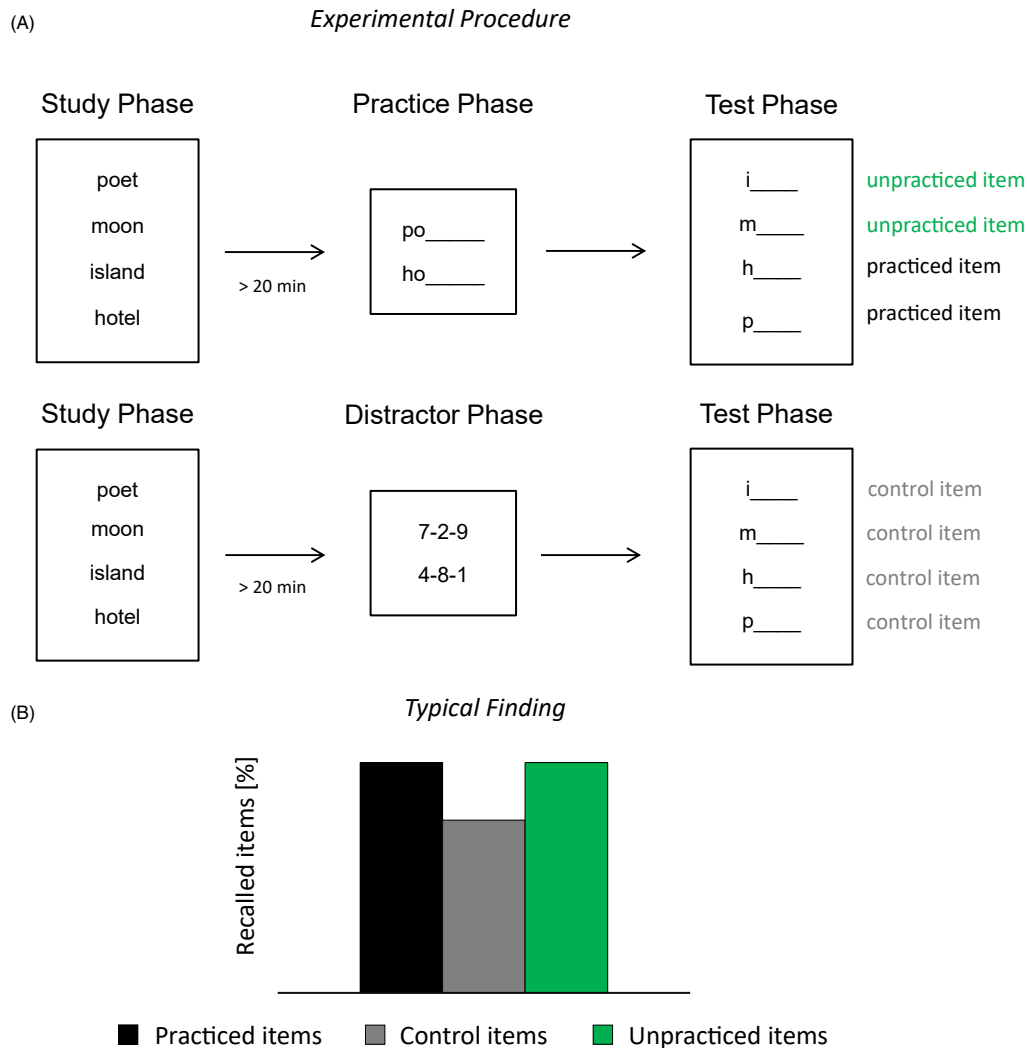 (A)
Experimental Procedure
Study Phase
Practice Phase
Test Phase
poet
moon
island
hotel
> 20 min
po_____
ho_____
i____
m____
h____
p____
unpracticed item
unpracticed item
practiced item
practiced item
Study Phase
Distractor Phase
Test Phase
poet
moon
island
hotel
> 20 min
7-2-9
4-8-1
i____
m____
h____
p____
control item
control item
control item
control item
(B)
Typical Finding
Recalled items [%]
Practiced items
Control items
Unpracticed items